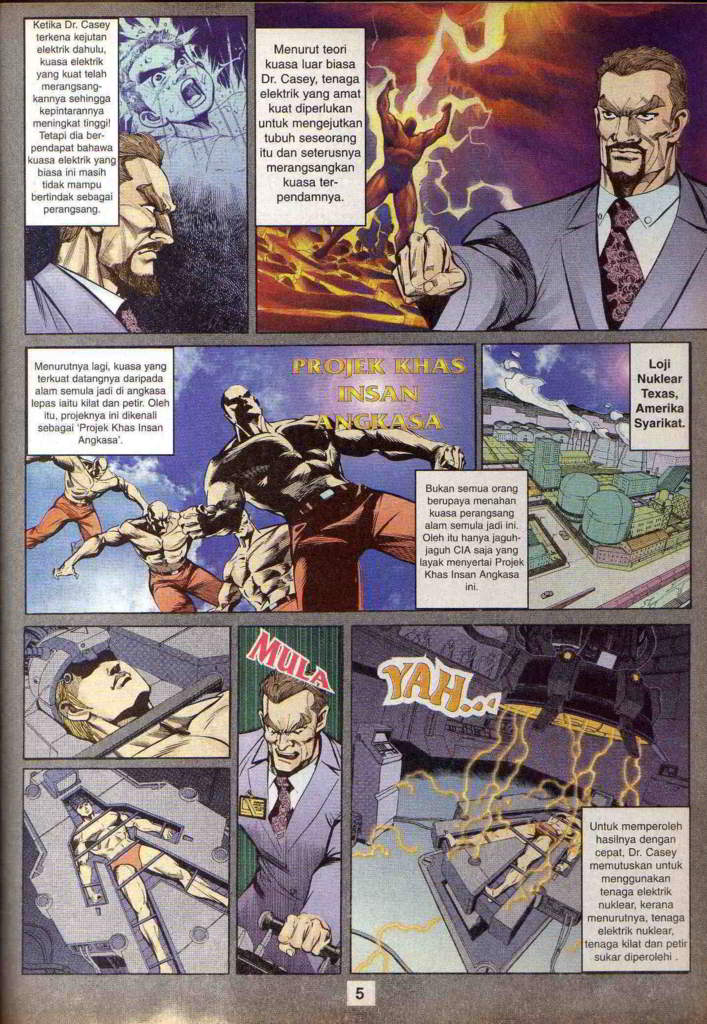 Ketika Dr. Casey
terkena kejutan
elektrik dahulu,
kuasa elektrik
yang kuat telah
merangsang-
kannya sehingga
kepintarannya
meningkat tinggi!
Tetapi dia ber-
pendapat bahawa
kuasa elektrik yang
biasa ini masih
tidak mampu
bertindak sebagai
perangsang.
Menurut teori
kuasa luar biasa
Dr. Casey, tenaga
elektrik yang amat
kuat diperlukan
untuk mengejutkan
tubuh seseorang
itu dan seterusnya
merangsangkan
kuasa ter-
pendamnya.
Menurutnya lagi, kuasa yang
terkuat datangnya daripada
alam semula jadi di angkasa
lepas iaitu kilat dan petir. Oleh
itu, projeknya ini dikenali
sebagai 'Projek Khas Insan
Angkasa'.
PROJEK KHAS
INSAN
ANGKASA
Bukan semua orang
berupaya menahan
kuasa perangsang
alam semula jadi ini.
Oleh itu hanya jaguh-
jaguh CIA saja yang
layak menyertai Projek
Khas Insan Angkasa
ini.
Loji
Nuklear
Texas,
Amerika
Syarikat.
MULA
YAH...
Untuk memperoleh
hasilnya dengan
cepat, Dr. Casey
memutuskan untuk
menggunakan
tenaga elektrik
nuklear, kerana
menurutnya, tenaga
elektrik nuklear,
tenaga kilat dan petir
sukar diperolehi .
5